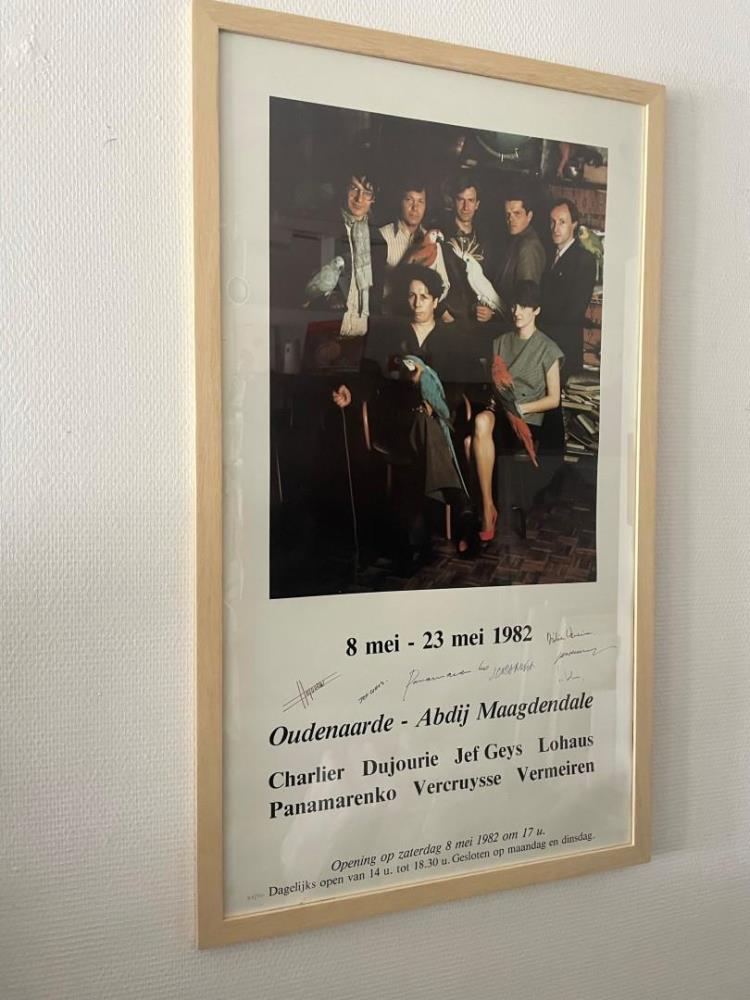 8 mei - 23 mei 1982
Panamarenko
Oudenaarde - Abdij Maagdendale
Charlier Dujourie Jef Geys Lohaus
Panamarenko Vercruysse Vermeiren
Opening op zaterdag 8 mei 1982 om 17 u.
Dagelijks open van 14 u. tot 18.30 u. Gesloten op maandag en dinsdag.